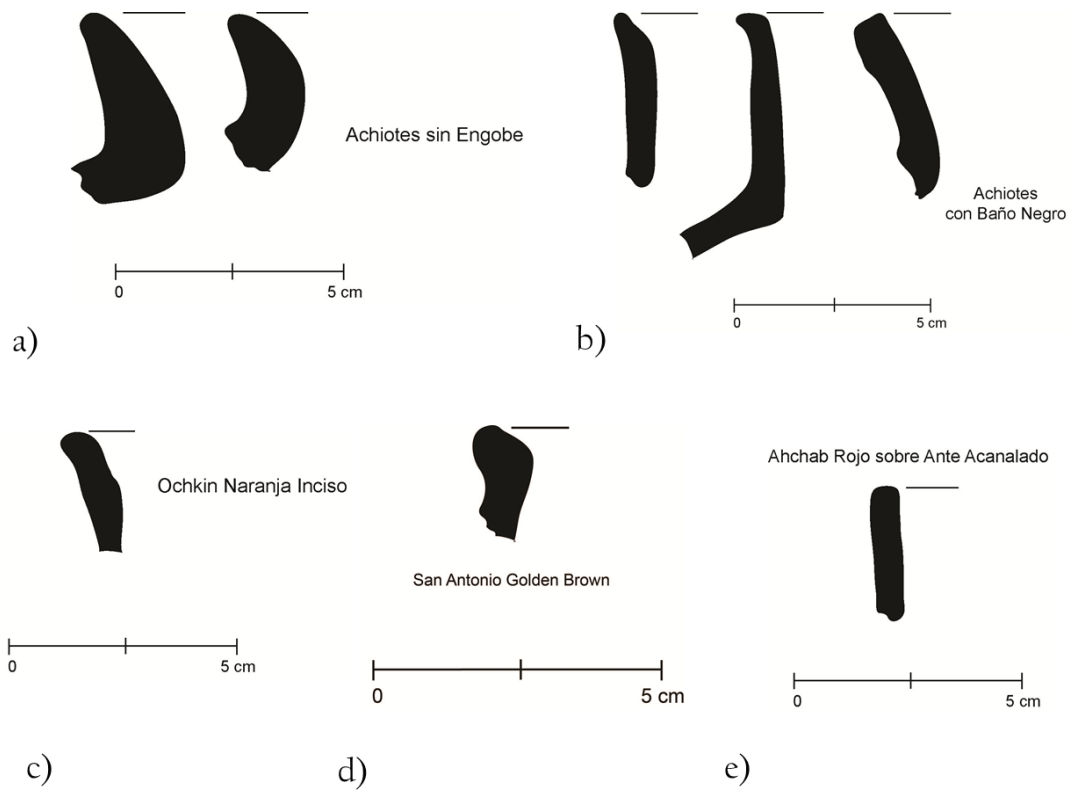 Achiotes sin Engobe
0 5 cm
a)
Achiotes
con Baño Negro
0 5 cm
b)
Ochkin Naranja Inciso
0 5 cm
c)
San Antonio Golden Brown
0 5 cm
d)
Ahchab Rojo sobre Ante Acanalado
0 5 cm
e)